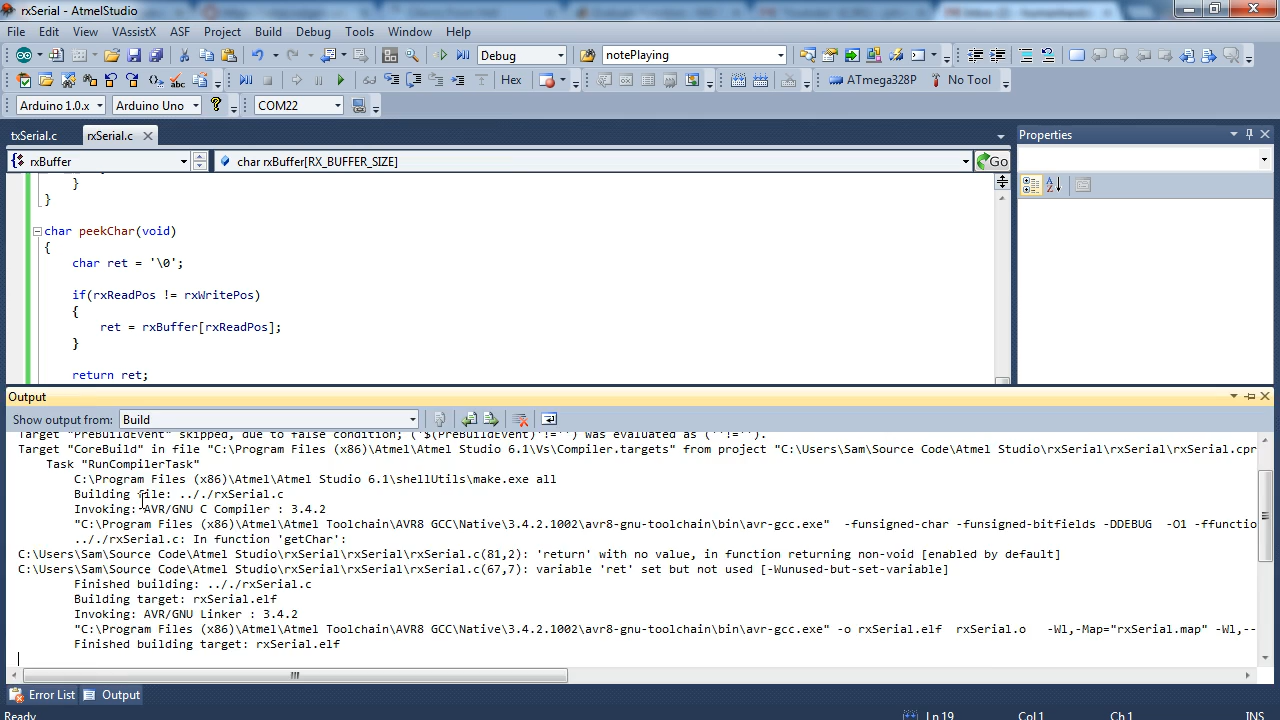 rxSerial - AtmelStudio
File Edit View VAssistX ASF Project Build Debug Tools Window Help
Debug notePlaying
Hex ATmega328P No Tool
Arduino 1.0.x Arduino Uno ? COM22
txSerial.c rxSerial.c Properties
rxBuffer char rxBuffer[RX_BUFFER_SIZE] Go
}
}
char peekChar(void)
{
char ret = '\0';
if(rxReadPos != rxWritePos)
{
ret = rxBuffer[rxReadPos];
}
return ret;
Output
Show output from: Build
Target "PreBuildEvent" skipped, due to false condition; ('$(PreBuildEvent)'!='') was evaluated as (''!='').
Target "CoreBuild" in file "C:\Program Files (x86)\Atmel\Atmel Studio 6.1\Vs\Compiler.targets" from project "C:\Users\Sam\Source Code\Atmel Studio\rxSerial\rxSerial\rxSerial.cpr
Task "RunCompilerTask"
C:\Program Files (x86)\Atmel\Atmel Studio 6.1\shellUtils\make.exe all
Building file: .././rxSerial.c
Invoking: AVR/GNU C Compiler : 3.4.2
"C:\Program Files (x86)\Atmel\Atmel Toolchain\AVR8 GCC\Native\3.4.2.1002\avr8-gnu-toolchain\bin\avr-gcc.exe" -funsigned-char -funsigned-bitfields -DDEBUG -O1 -ffunctio
.././rxSerial.c: In function 'getChar':
C:\Users\Sam\Source Code\Atmel Studio\rxSerial\rxSerial\rxSerial.c(81,2): 'return' with no value, in function returning non-void [enabled by default]
C:\Users\Sam\Source Code\Atmel Studio\rxSerial\rxSerial\rxSerial.c(67,7): variable 'ret' set but not used [-Wunused-but-set-variable]
Finished building: .././rxSerial.c
Building target: rxSerial.elf
Invoking: AVR/GNU Linker : 3.4.2
"C:\Program Files (x86)\Atmel\Atmel Toolchain\AVR8 GCC\Native\3.4.2.1002\avr8-gnu-toolchain\bin\avr-gcc.exe" -o rxSerial.elf rxSerial.o -Wl,-Map="rxSerial.map" -Wl,--
Finished building target: rxSerial.elf
Error List Output
Ready Ln 19 Col 1 Ch 1 INS